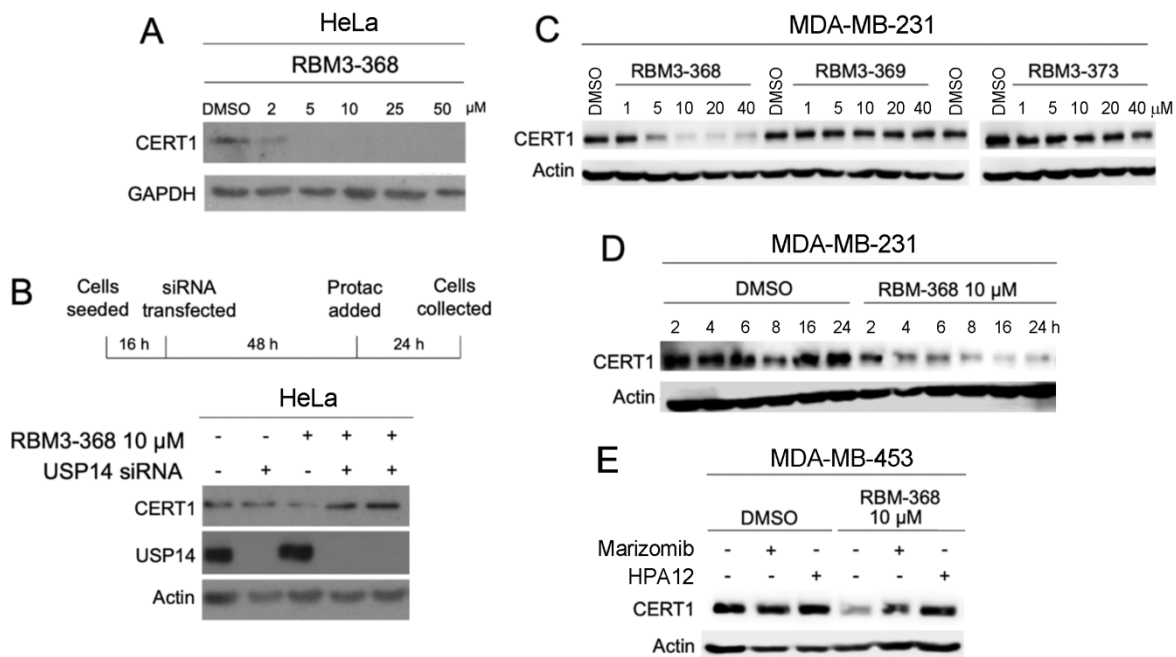 A
HeLa
RBM3-368
DMSO 2 5 10 25 50 µM
CERT1
GAPDH
B
Cells seeded siRNA transfected Protac added Cells collected
16 h 48 h 24 h
HeLa
RBM3-368 10 µM - - + + +
USP14 siRNA - + - + +
CERT1
USP14
Actin
C
MDA-MB-231
DMSO RBM3-368 DMSO RBM3-369 DMSO DMSO RBM3-373
1 5 10 20 40 1 5 10 20 40 1 5 10 20 40 µM
CERT1
Actin
D
MDA-MB-231
DMSO RBM-368 10 µM
2 4 6 8 16 24 2 4 6 8 16 24 h
CERT1
Actin
E
MDA-MB-453
DMSO RBM-368
10 µM
Marizomib - + - - + -
HPA12 - - + - - +
CERT1
Actin